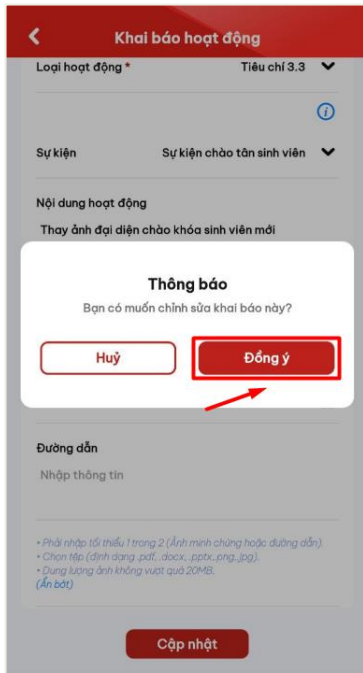 Khai báo hoạt động
Loại hoạt động * Tiêu chí 3.3
Sự kiện Sự kiện chào tân sinh viên
Nội dung hoạt động
Thay ảnh đại diện chào khóa sinh viên mới
Thông báo
Bạn có muốn chỉnh sửa khai báo này?
Huỷ Đồng ý
Đường dẫn
Nhập thông tin
• Phải nhập tối thiểu 1 trong 2 (Ảnh minh chứng hoặc đường dẫn).
• Chọn tệp (định dạng .pdf, .docx, .pptx,.png,.jpg).
• Dung lượng ảnh không vượt quá 20MB.
(Ẩn bớt)
Cập nhật